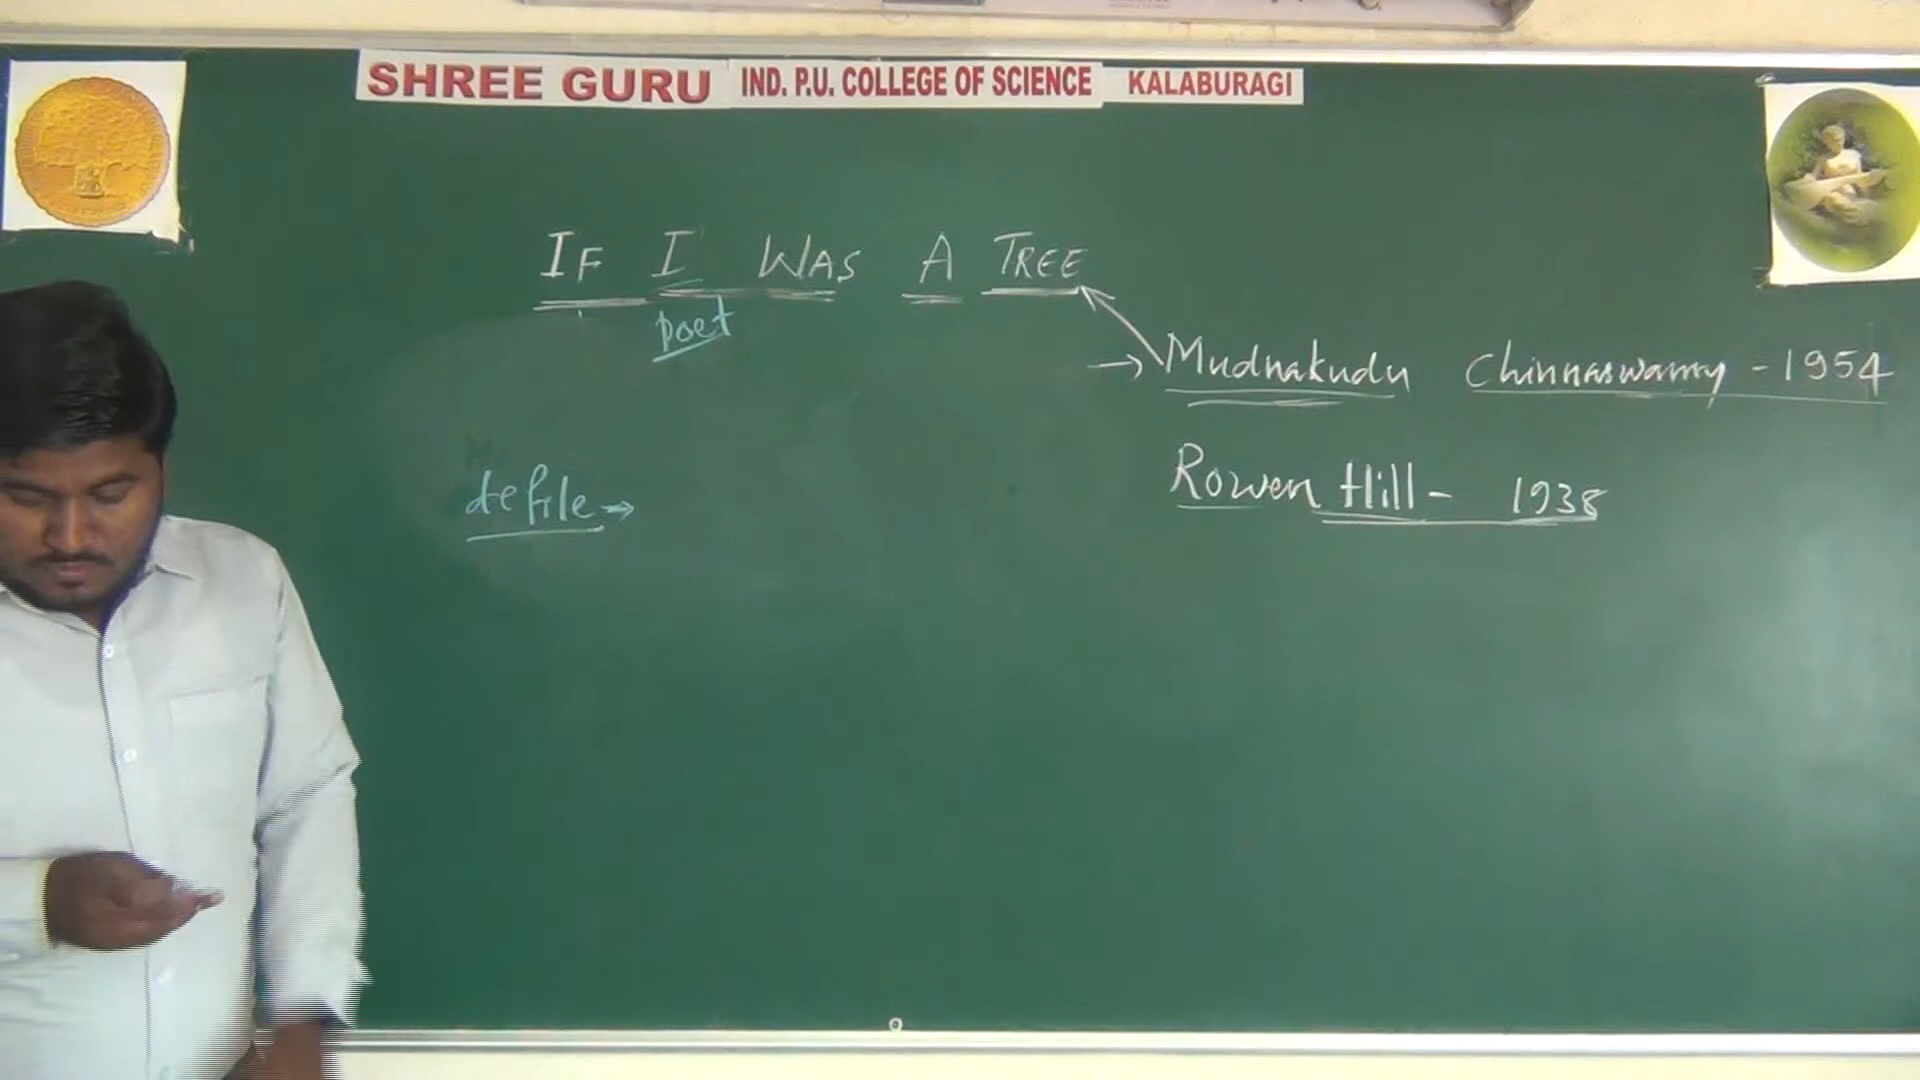 SHREE GURU IND. P.U. COLLEGE OF SCIENCE KALABURAGI
IF I WAS A TREE
poet
→ Mudnakudu Chinnaswamy - 1954
defile →
Rowen Hill - 1938